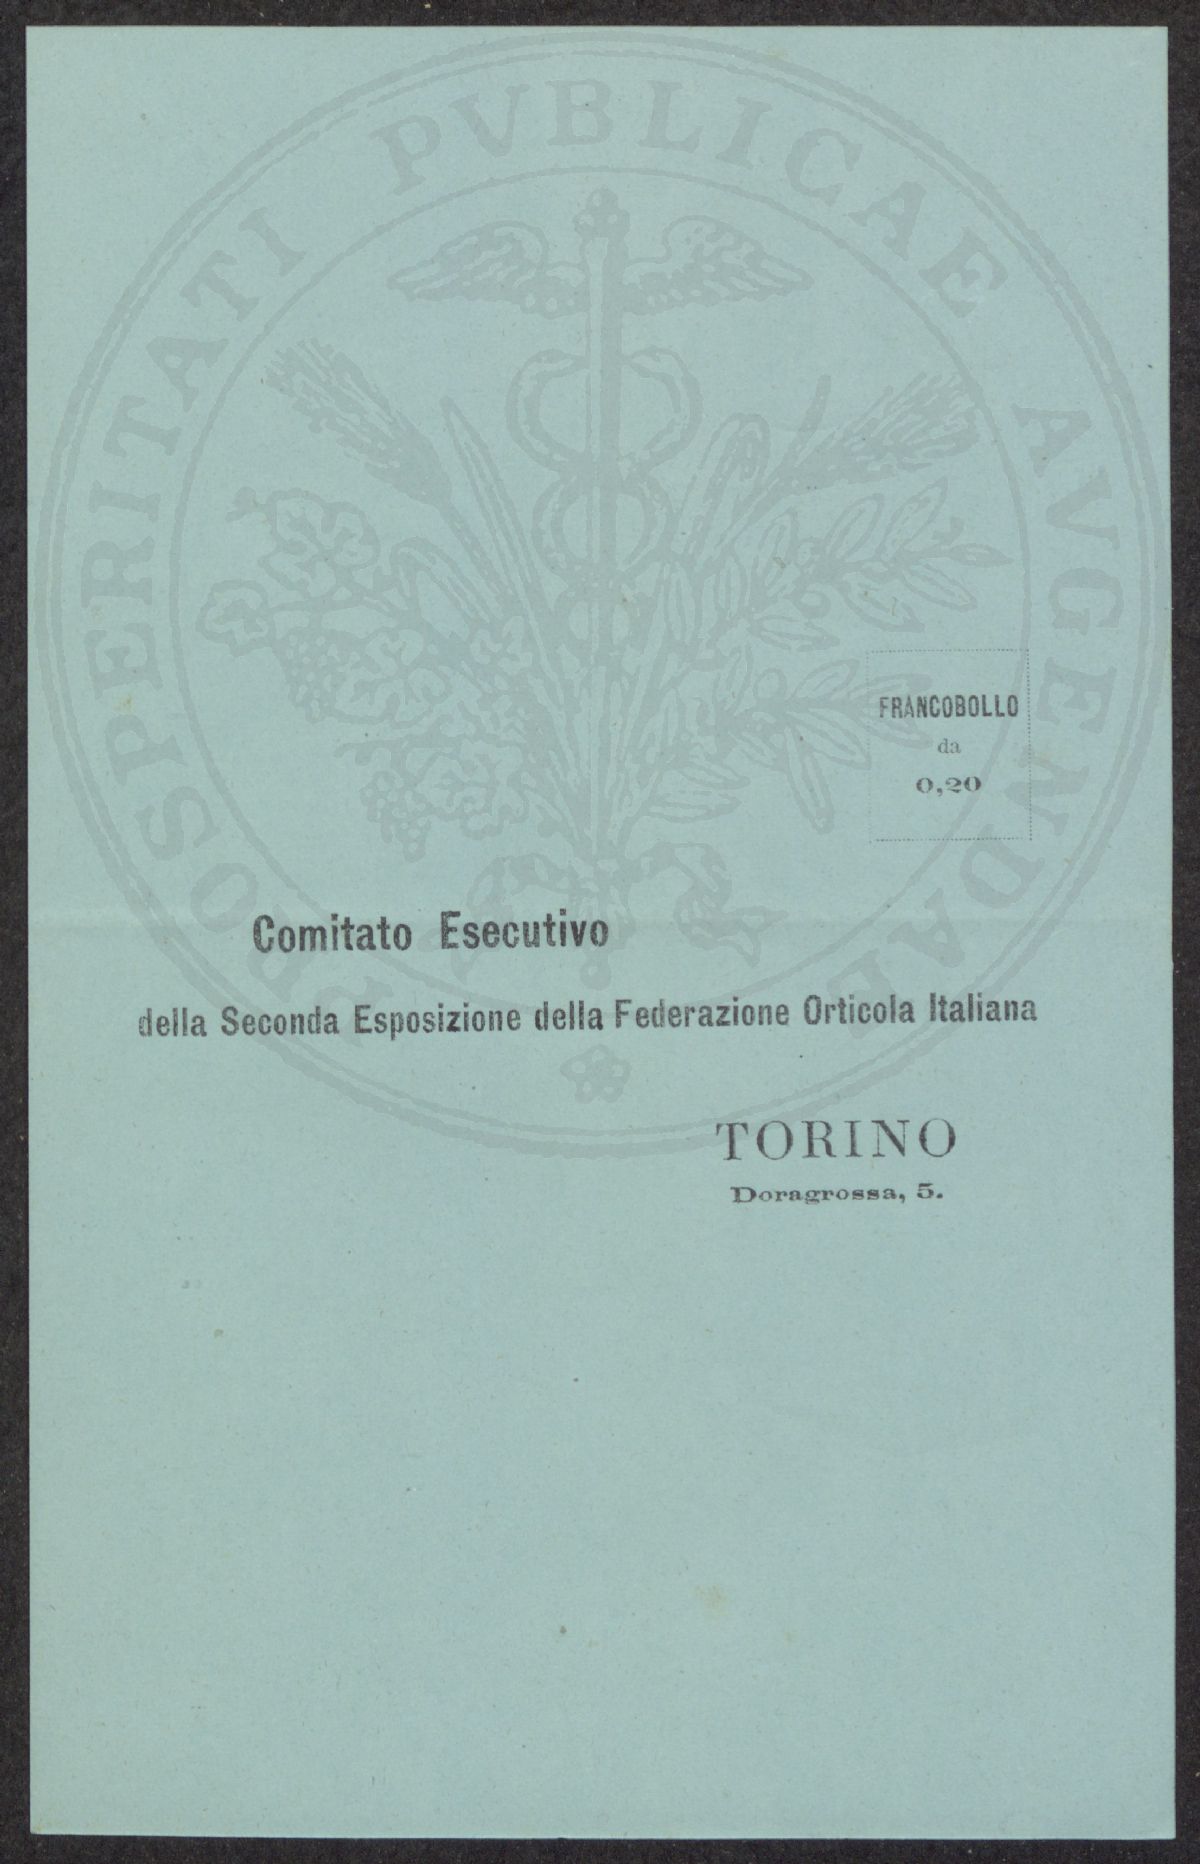 PROSPERITATI PVBLICAE AVGENDAE
FRANCOBOLLO
da
0,20
Comitato Esecutivo
della Seconda Esposizione della Federazione Orticola Italiana
TORINO
Doragrossa, 5.